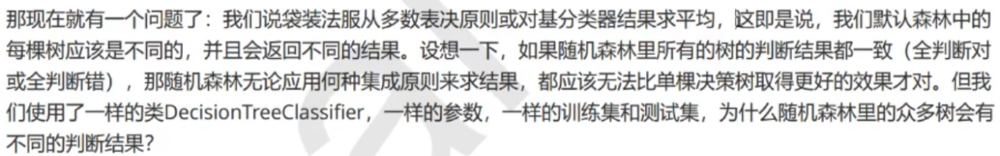 那现在就有一个问题了：我们说袋装法服从多数表决原则或对基分类器结果求平均，这即是说，我们默认森林中的
每棵树应该是不同的，并且会返回不同的结果。设想一下，如果随机森林里所有的树的判断结果都一致（全判断对
或全判断错），那随机森林无论应用何种集成原则来求结果，都应该无法比单棵决策树取得更好的效果才对。但我
们使用了一样的类DecisionTreeClassifier，一样的参数，一样的训练集和测试集，为什么随机森林里的众多树会有
不同的判断结果？